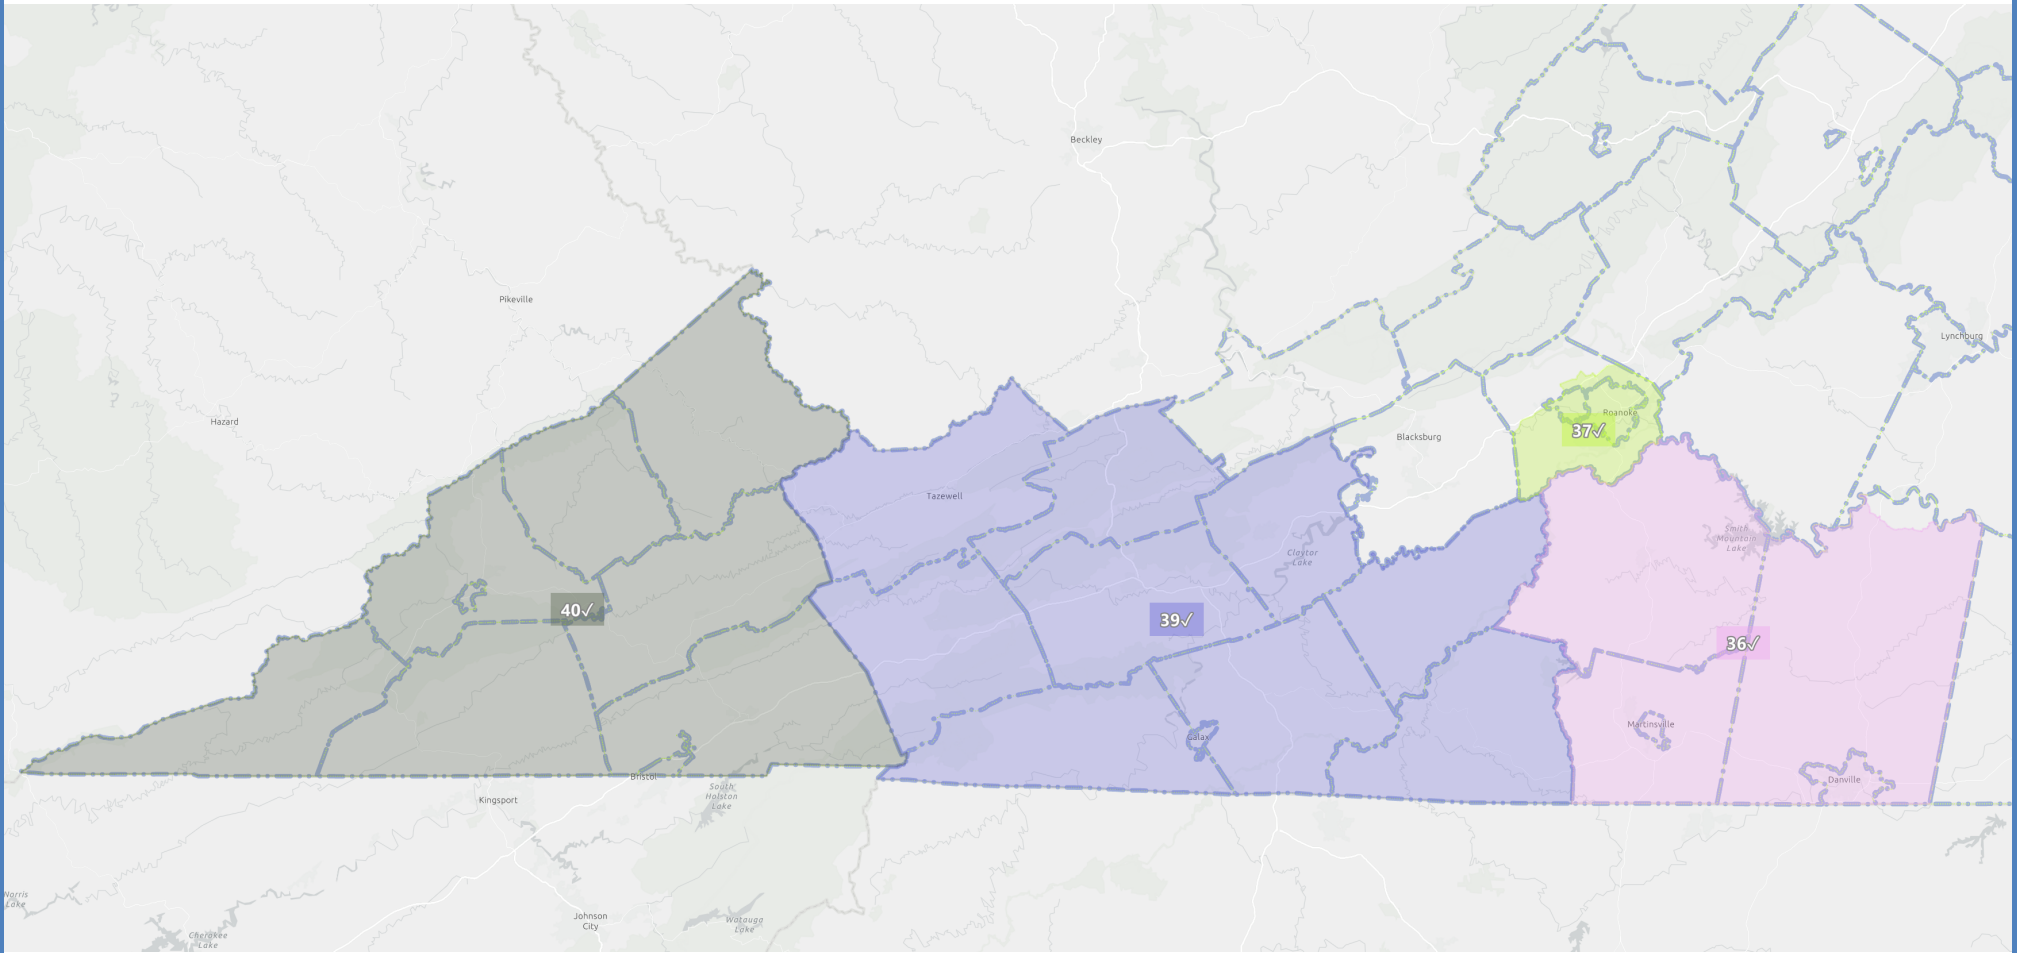 Beckley
Pikeville
Lynchburg
Hazard
Roanoke
37✓
Blacksburg
Tazewell
Smith
Mountain
Lake
Claytor
Lake
40✓
39✓
36✓
Martinsville
Galax
Bristol
Danville
South
Holston
Lake
Kingsport
Norris
Lake
Johnson
City
Watauga
Lake
Cherokee
Lake